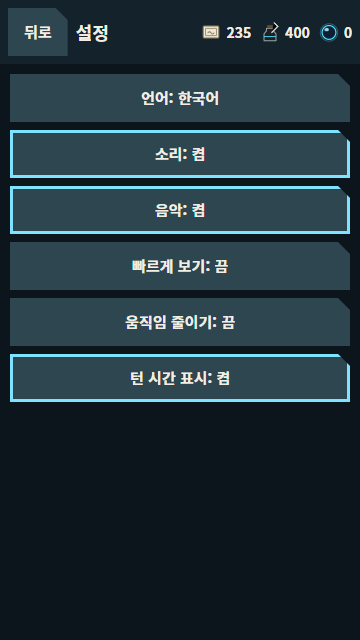 뒤로 설정 235 400 0
언어: 한국어
소리: 켬
음악: 켬
빠르게 보기: 끔
움직임 줄이기: 끔
턴 시간 표시: 켬